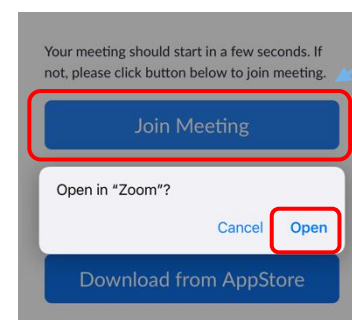 Your meeting should start in a few seconds. If
not, please click button below to join meeting.
Join Meeting
Open in “Zoom”?
Cancel Open
Download from AppStore